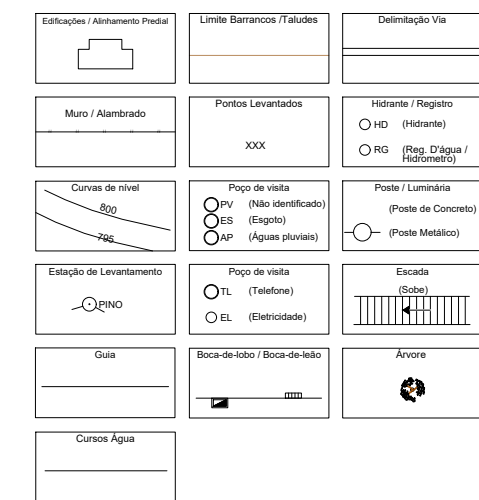 Edificações / Alinhamento Predial
Limite Barrancos /Taludes
Delimitação Via
Muro / Alambrado
Pontos Levantados
XXX
Hidrante / Registro
HD (Hidrante)
RG (Reg. D'água /
Hidrometro)
Curvas de nível
800
795
Poço de visita
PV (Não identificado)
ES (Esgoto)
AP (Águas pluviais)
Poste / Luminária
(Poste de Concreto)
(Poste Metálico)
Estação de Levantamento
PINO
Poço de visita
TL (Telefone)
EL (Eletricidade)
Escada
(Sobe)
Guia
Boca-de-lobo / Boca-de-leão
Árvore
Cursos Água